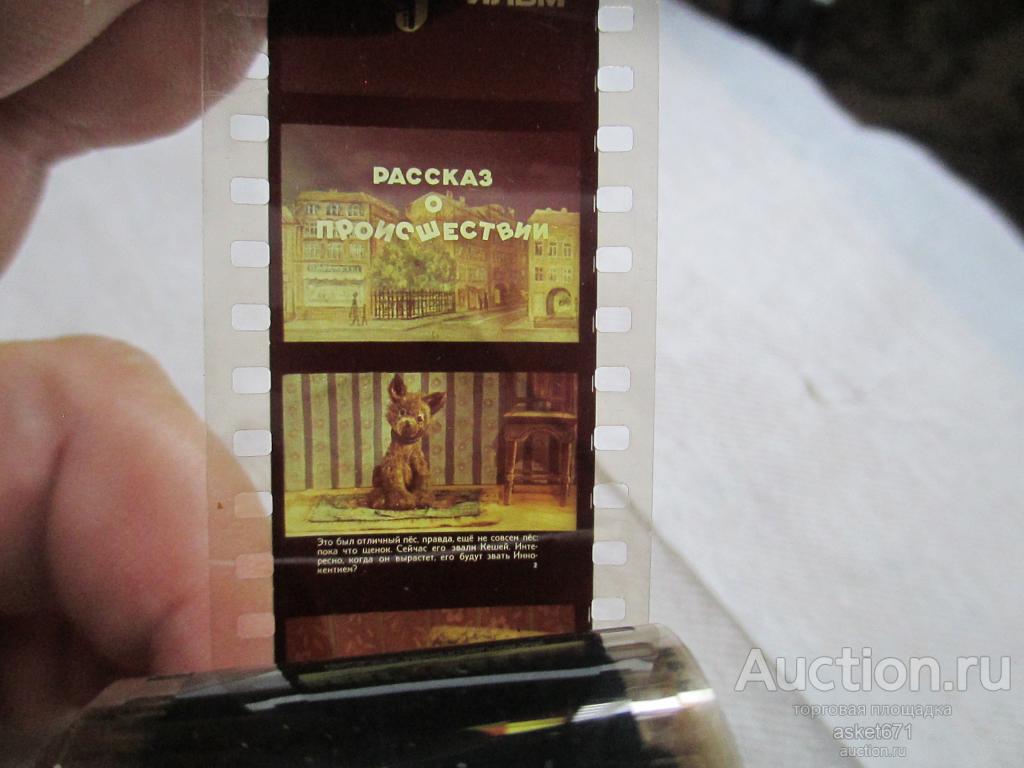 РАССКАЗ
О
ПРОИСШЕСТВИИ
Это был отличный пёс, правда, ещё не совсем пёс:
пока что щенок. Сейчас его звали Кешей. Инте-
ресно, когда он вырастет, его будут звать Инно-
кентием?
2
Auction.ru
торговая площадка
asket671
auction.ru